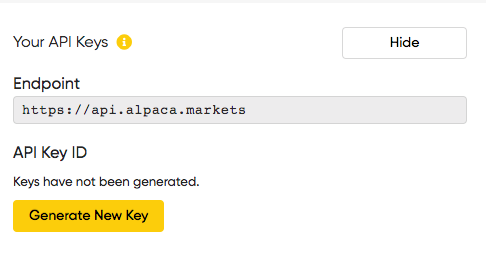 Your API Keys
Hide
Endpoint
https://api.alpaca.markets
API Key ID
Keys have not been generated.
Generate New Key